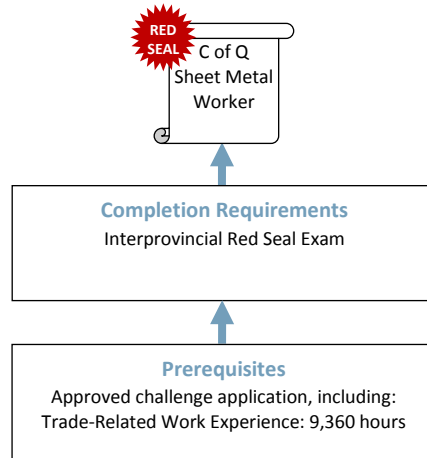 RED
SEAL
C of Q
Sheet Metal
Worker
Completion Requirements
Interprovincial Red Seal Exam
Prerequisites
Approved challenge application, including:
Trade-Related Work Experience: 9,360 hours